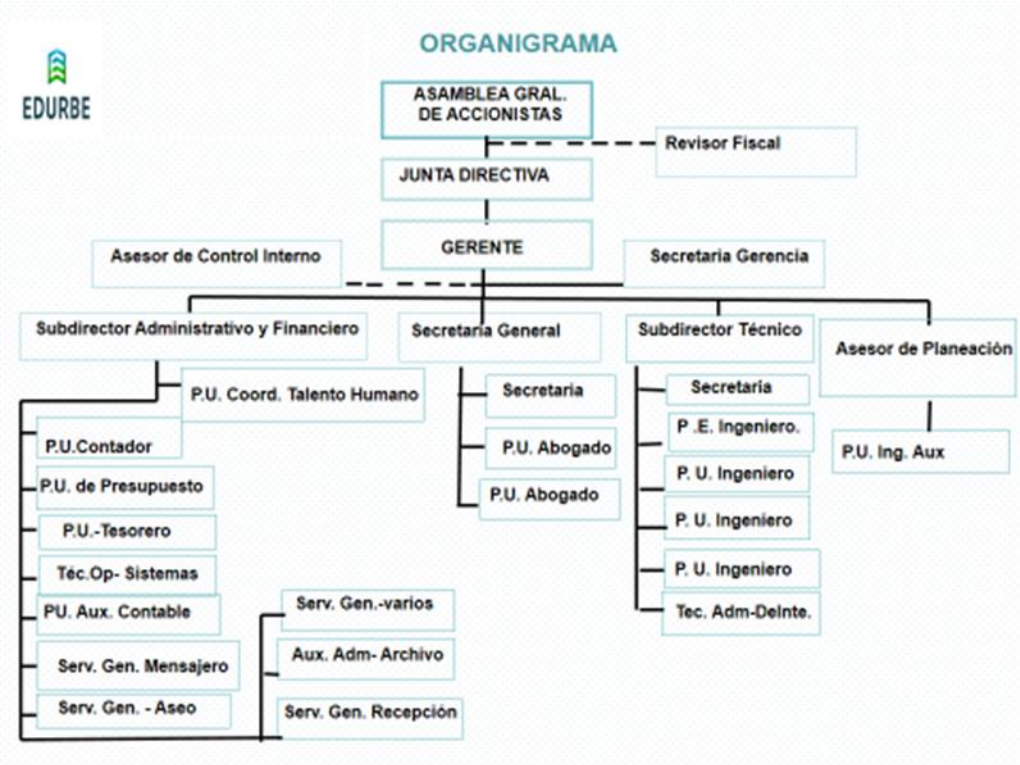 ORGANIGRAMA
EDURBE
ASAMBLEA GRAL.
DE ACCIONISTAS
Revisor Fiscal
JUNTA DIRECTIVA
GERENTE
Asesor de Control Interno
Secretaria Gerencia
Subdirector Administrativo y Financiero
Secretaria General
Subdirector Técnico
Asesor de Planeación
P.U. Coord. Talento Humano
P.U.Contador
P.U. de Presupuesto
P.U.-Tesorero
Téc.Op- Sistemas
PU. Aux. Contable
Serv. Gen. Mensajero
Serv. Gen. - Aseo
Serv. Gen.-varios
Aux. Adm- Archivo
Serv. Gen. Recepción
Secretaria
P.U. Abogado
P.U. Abogado
Secretaria
P .E. Ingeniero.
P. U. Ingeniero
P. U. Ingeniero
P. U. Ingeniero
Tec. Adm-Delnte.
P.U. Ing. Aux